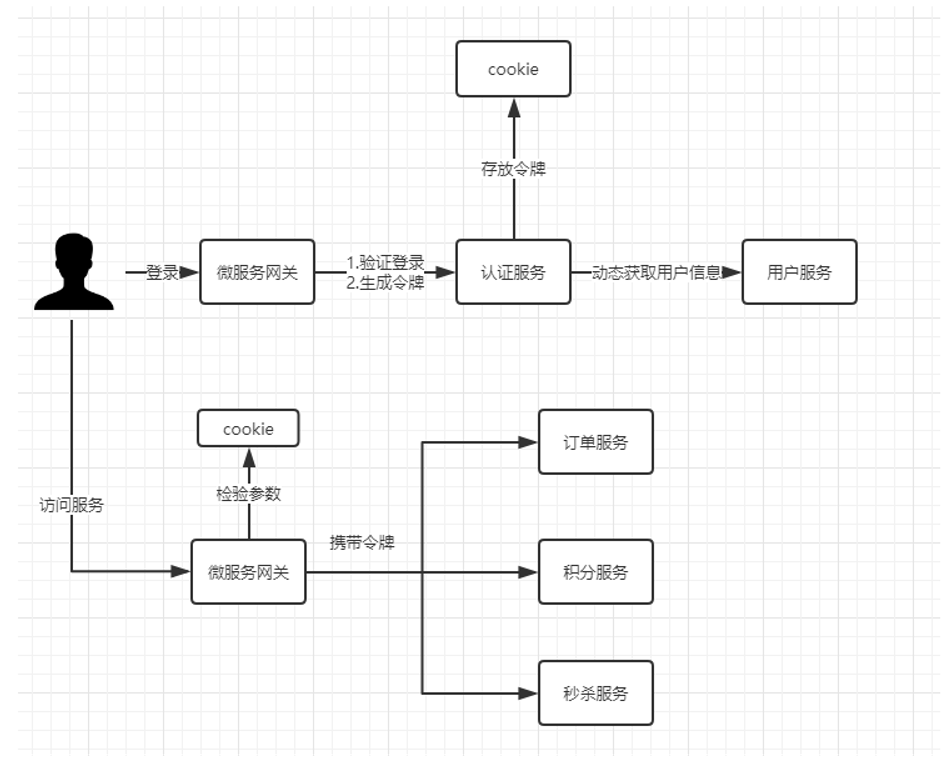 cookie
存放令牌
登录
微服务网关
1.验证登录
2.生成令牌
认证服务
动态获取用户信息
用户服务
cookie
检验参数
访问服务
微服务网关
携带令牌
订单服务
积分服务
秒杀服务